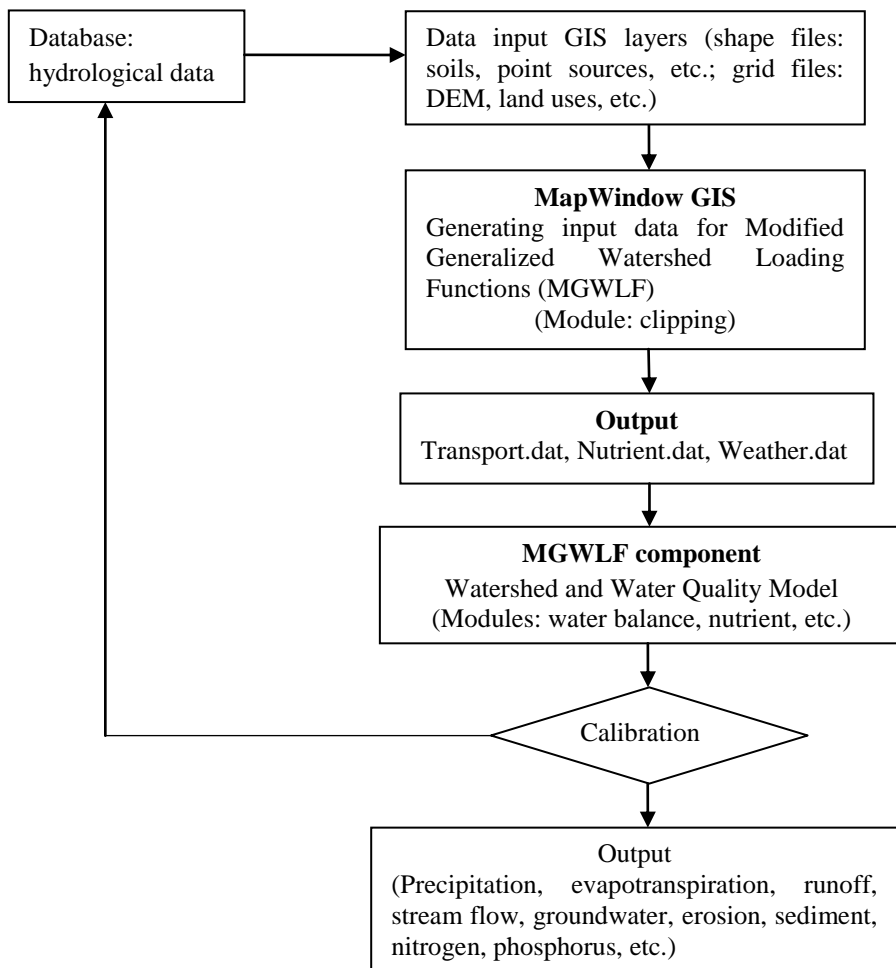 Database:
hydrological data
Data input GIS layers (shape files:
soils, point sources, etc.; grid files:
DEM, land uses, etc.)
MapWindow GIS
Generating input data for Modified
Generalized Watershed Loading
Functions (MGWLF)
(Module: clipping)
Output
Transport.dat, Nutrient.dat, Weather.dat
MGWLF component
Watershed and Water Quality Model
(Modules: water balance, nutrient, etc.)
Calibration
Output
(Precipitation, evapotranspiration, runoff,
stream flow, groundwater, erosion, sediment,
nitrogen, phosphorus, etc.)